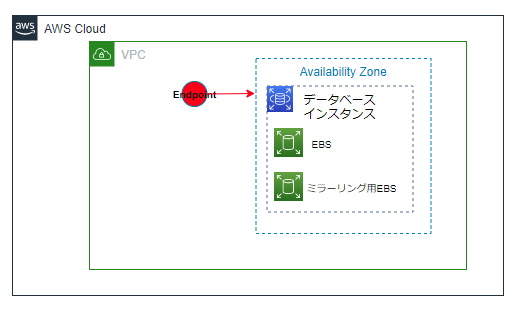 aws
AWS Cloud
VPC
Availability Zone
Endpoint
データベース
インスタンス
EBS
ミラーリング用EBS